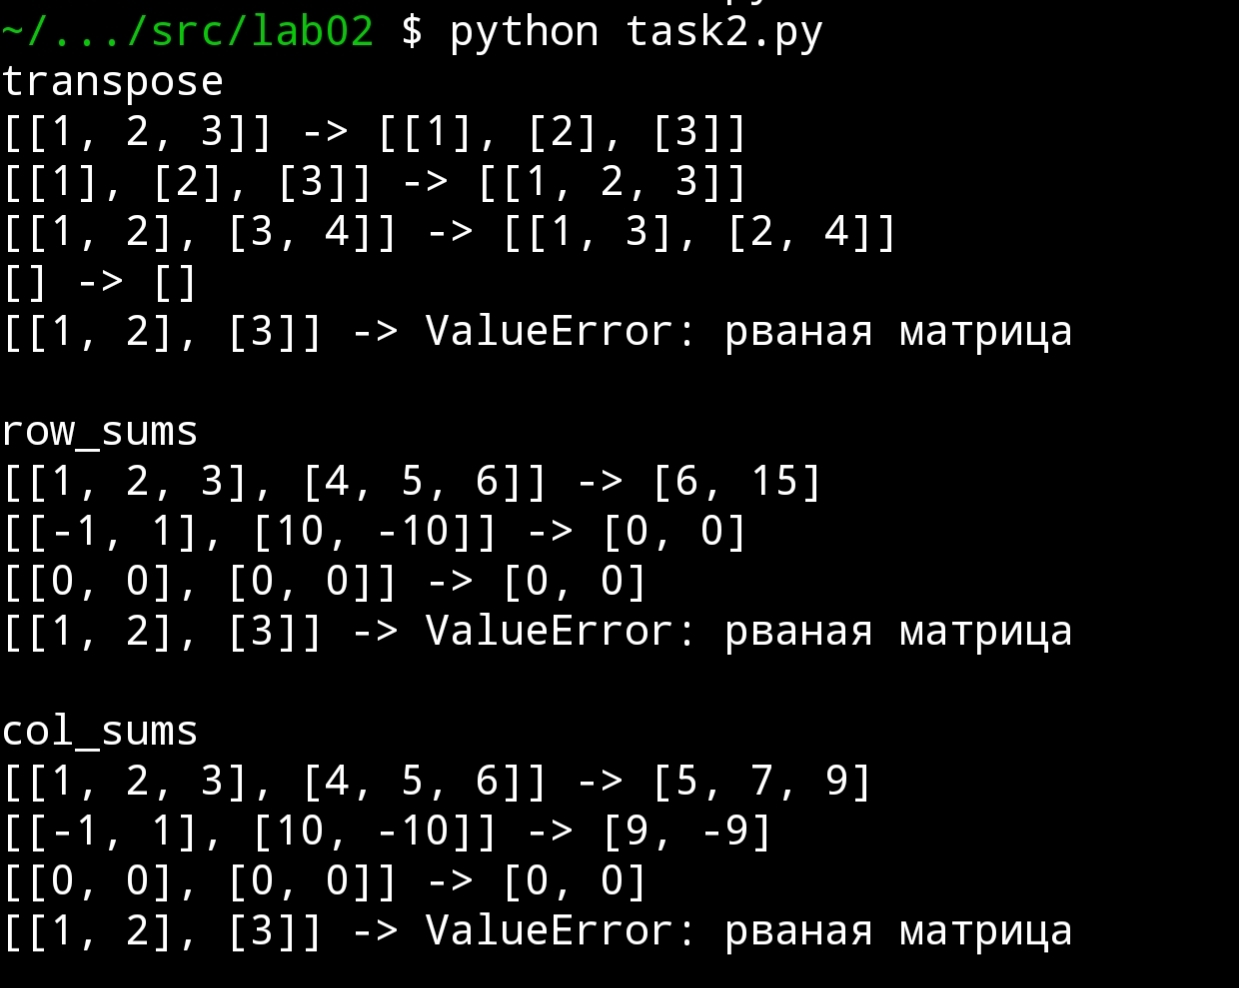 ~/.../src/lab02 $ python task2.py
transpose
[[1, 2, 3]] -> [[1], [2], [3]]
[[1], [2], [3]] -> [[1, 2, 3]]
[[1, 2], [3, 4]] -> [[1, 3], [2, 4]]
[] -> []
[[1, 2], [3]] -> ValueError: рваная матрица
row_sums
[[1, 2, 3], [4, 5, 6]] -> [6, 15]
[[-1, 1], [10, -10]] -> [0, 0]
[[0, 0], [0, 0]] -> [0, 0]
[[1, 2], [3]] -> ValueError: рваная матрица
col_sums
[[1, 2, 3], [4, 5, 6]] -> [5, 7, 9]
[[-1, 1], [10, -10]] -> [9, -9]
[[0, 0], [0, 0]] -> [0, 0]
[[1, 2], [3]] -> ValueError: рваная матрица